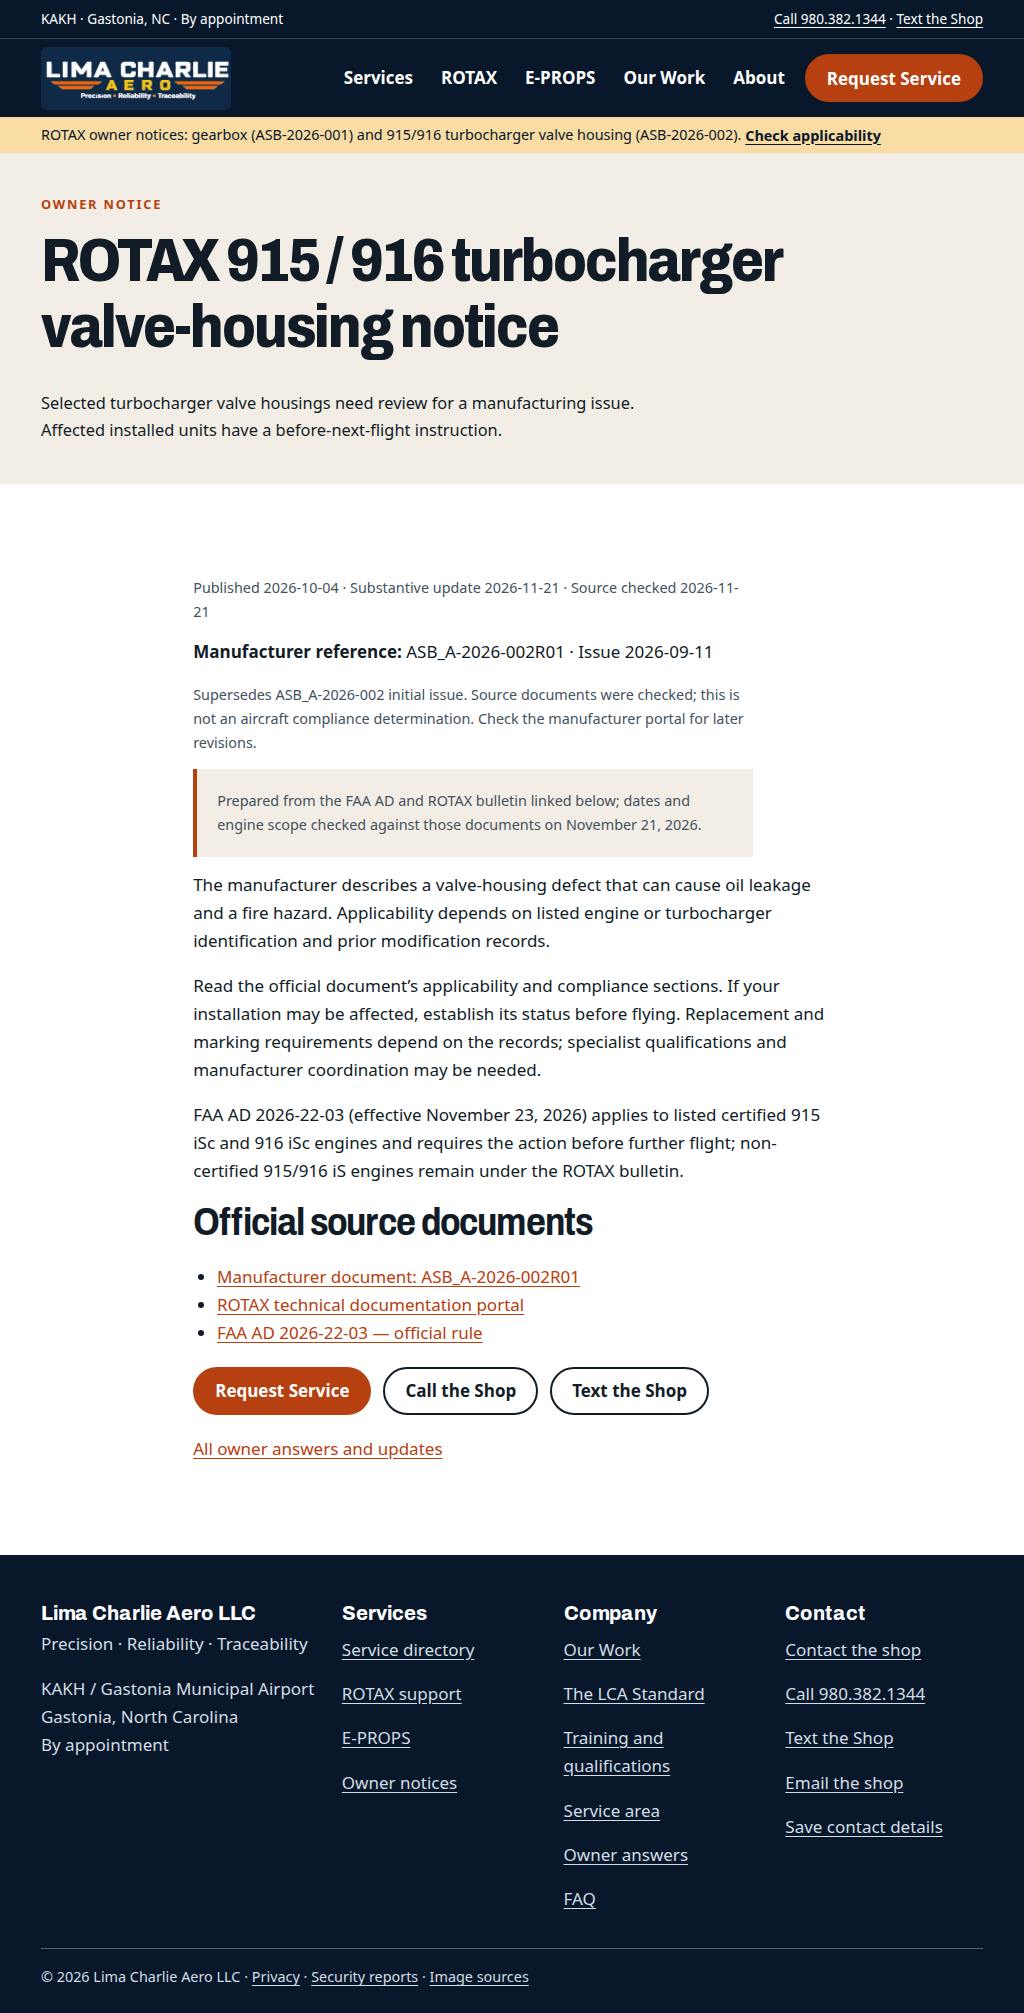 KAKH · Gastonia, NC · By appointment
Call 980.382.1344 · Text the Shop
LIMA CHARLIE
AERO
Precision • Reliability • Traceability
Services
ROTAX
E-PROPS
Our Work
About
Request Service
ROTAX owner notices: gearbox (ASB-2026-001) and 915/916 turbocharger valve housing (ASB-2026-002). Check applicability
OWNER NOTICE
ROTAX 915 / 916 turbocharger
valve-housing notice
Selected turbocharger valve housings need review for a manufacturing issue.
Affected installed units have a before-next-flight instruction.
Published 2026-10-04 · Substantive update 2026-11-21 · Source checked 2026-11-
21
Manufacturer reference: ASB_A-2026-002R01 · Issue 2026-09-11
Supersedes ASB_A-2026-002 initial issue. Source documents were checked; this is
not an aircraft compliance determination. Check the manufacturer portal for later
revisions.
Prepared from the FAA AD and ROTAX bulletin linked below; dates and
engine scope checked against those documents on November 21, 2026.
The manufacturer describes a valve-housing defect that can cause oil leakage
and a fire hazard. Applicability depends on listed engine or turbocharger
identification and prior modification records.
Read the official document’s applicability and compliance sections. If your
installation may be affected, establish its status before flying. Replacement and
marking requirements depend on the records; specialist qualifications and
manufacturer coordination may be needed.
FAA AD 2026-22-03 (effective November 23, 2026) applies to listed certified 915
iSc and 916 iSc engines and requires the action before further flight; non-
certified 915/916 iS engines remain under the ROTAX bulletin.
Official source documents
• Manufacturer document: ASB_A-2026-002R01
• ROTAX technical documentation portal
• FAA AD 2026-22-03 — official rule
Request Service
Call the Shop
Text the Shop
All owner answers and updates
Lima Charlie Aero LLC
Precision · Reliability · Traceability
KAKH / Gastonia Municipal Airport
Gastonia, North Carolina
By appointment
Services
Service directory
ROTAX support
E-PROPS
Owner notices
Company
Our Work
The LCA Standard
Training and
qualifications
Service area
Owner answers
FAQ
Contact
Contact the shop
Call 980.382.1344
Text the Shop
Email the shop
Save contact details
© 2026 Lima Charlie Aero LLC · Privacy · Security reports · Image sources